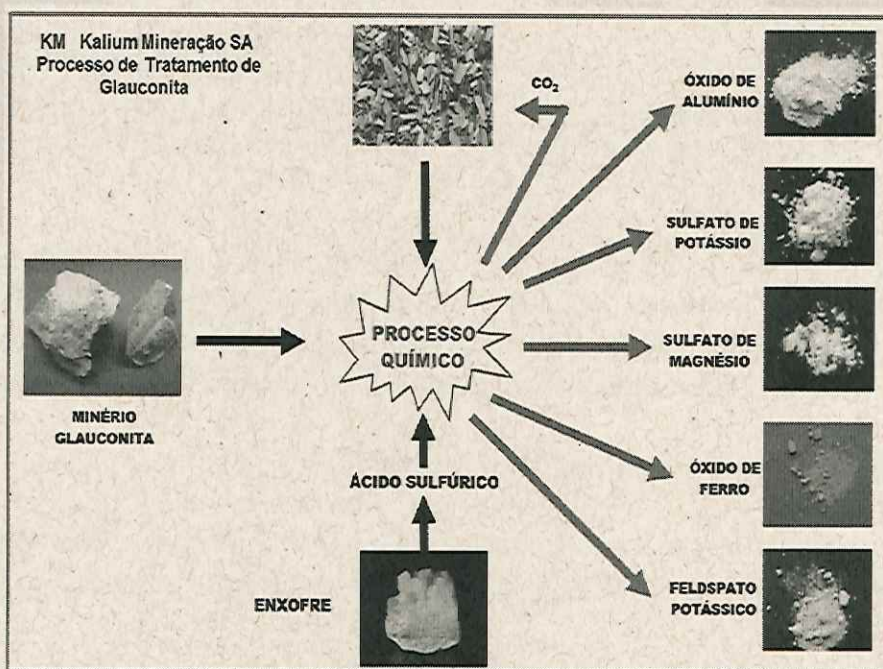 KM Kalium Mineração SA
Processo de Tratamento de
Glauconita
CO₂
ÓXIDO DE
ALUMÍNIO
SULFATO DE
POTÁSSIO
PROCESSO
QUÍMICO
SULFATO DE
MAGNÉSIO
MINÉRIO
GLAUCONITA
ÁCIDO SULFÚRICO
ÓXIDO DE
FERRO
ENXOFRE
FELDSPATO
POTÁSSICO